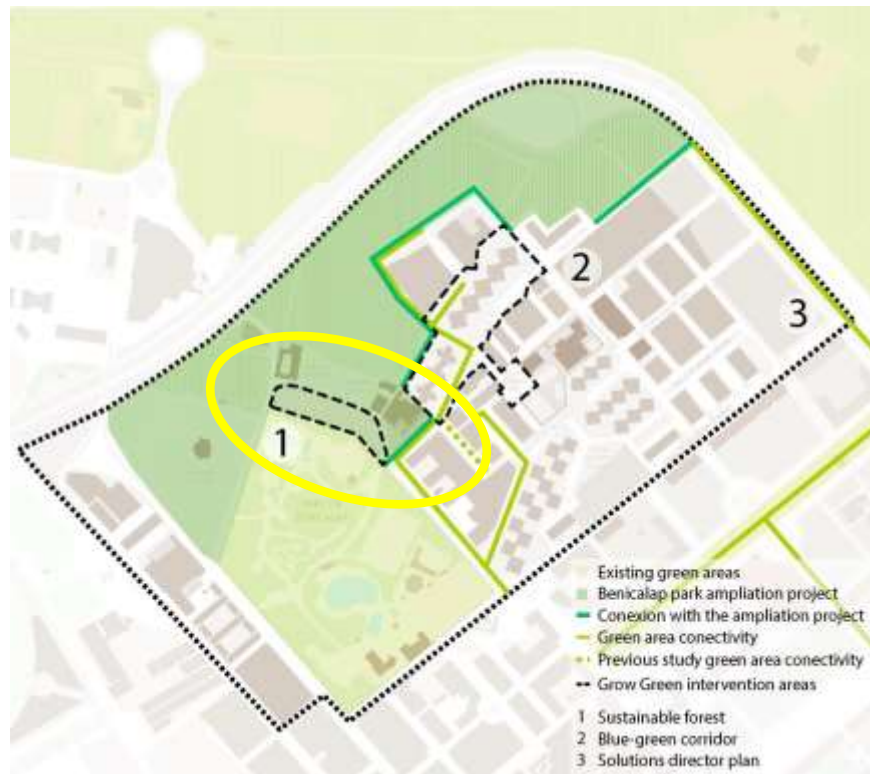 2
3
1
Existing green areas
Benicalap park ampliation project
Conexion with the ampliation project
Green area conectivity
Previous study green area conectivity
Grow Green intervention areas
1 Sustainable forest
2 Blue-green corridor
3 Solutions director plan